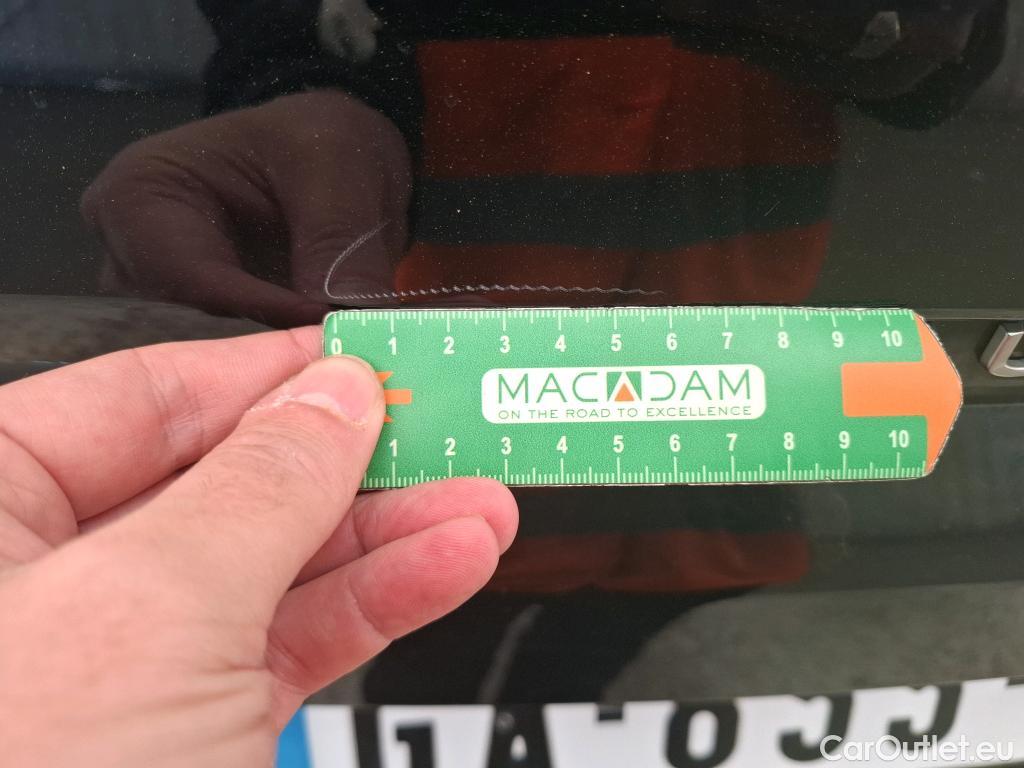 0 1 2 3 4 5 6 7 8 9 10
MACADAM
ON THE ROAD TO EXCELLENCE
1 2 3 4 5 6 7 8 9 10
CarOutlet.eu